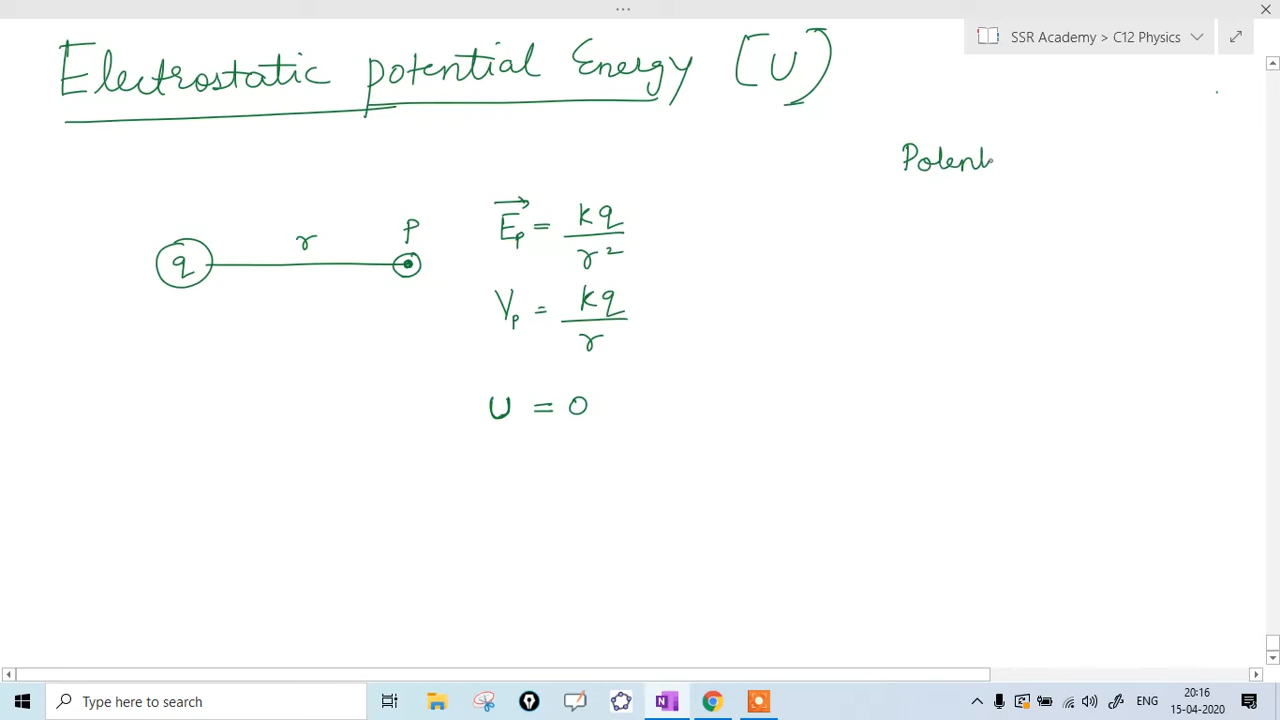 ...
SSR Academy > C12 Physics
Electrostatic potential Energy [U]
Potent
q r P
E⃗p = kq/r²
Vp = kq/r
U = 0
Type here to search
ENG
20:16
15-04-2020